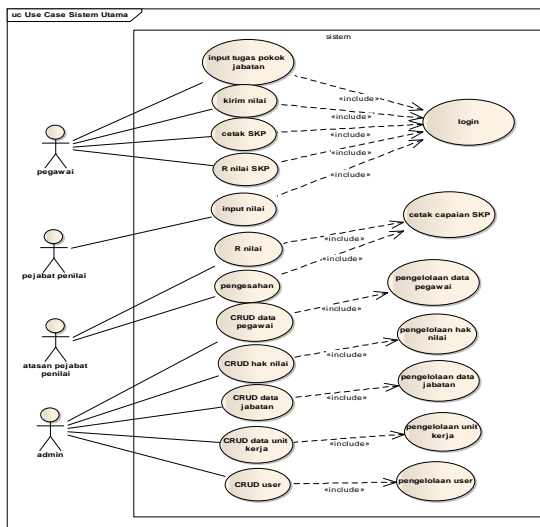 uc Use Case Sistem Utama
sistem
input tugas pokok
jabatan
kirim nilai
cetak SKP
R nilai SKP
input nilai
R nilai
pengesahan
CRUD data
pegawai
CRUD hak nilai
CRUD data
jabatan
CRUD data unit
kerja
CRUD user
pegawai
pejabat penilai
atasan pejabat
penilai
admin
«include»
«include»
«include»
«include»
«include»
«include»
«include»
«include»
«include»
«include»
«include»
«include»
login
cetak capaian SKP
pengelolaan data
pegawai
pengelolaan hak
nilai
pengelolaan data
jabatan
pengelolaan unit
kerja
pengelolaan user